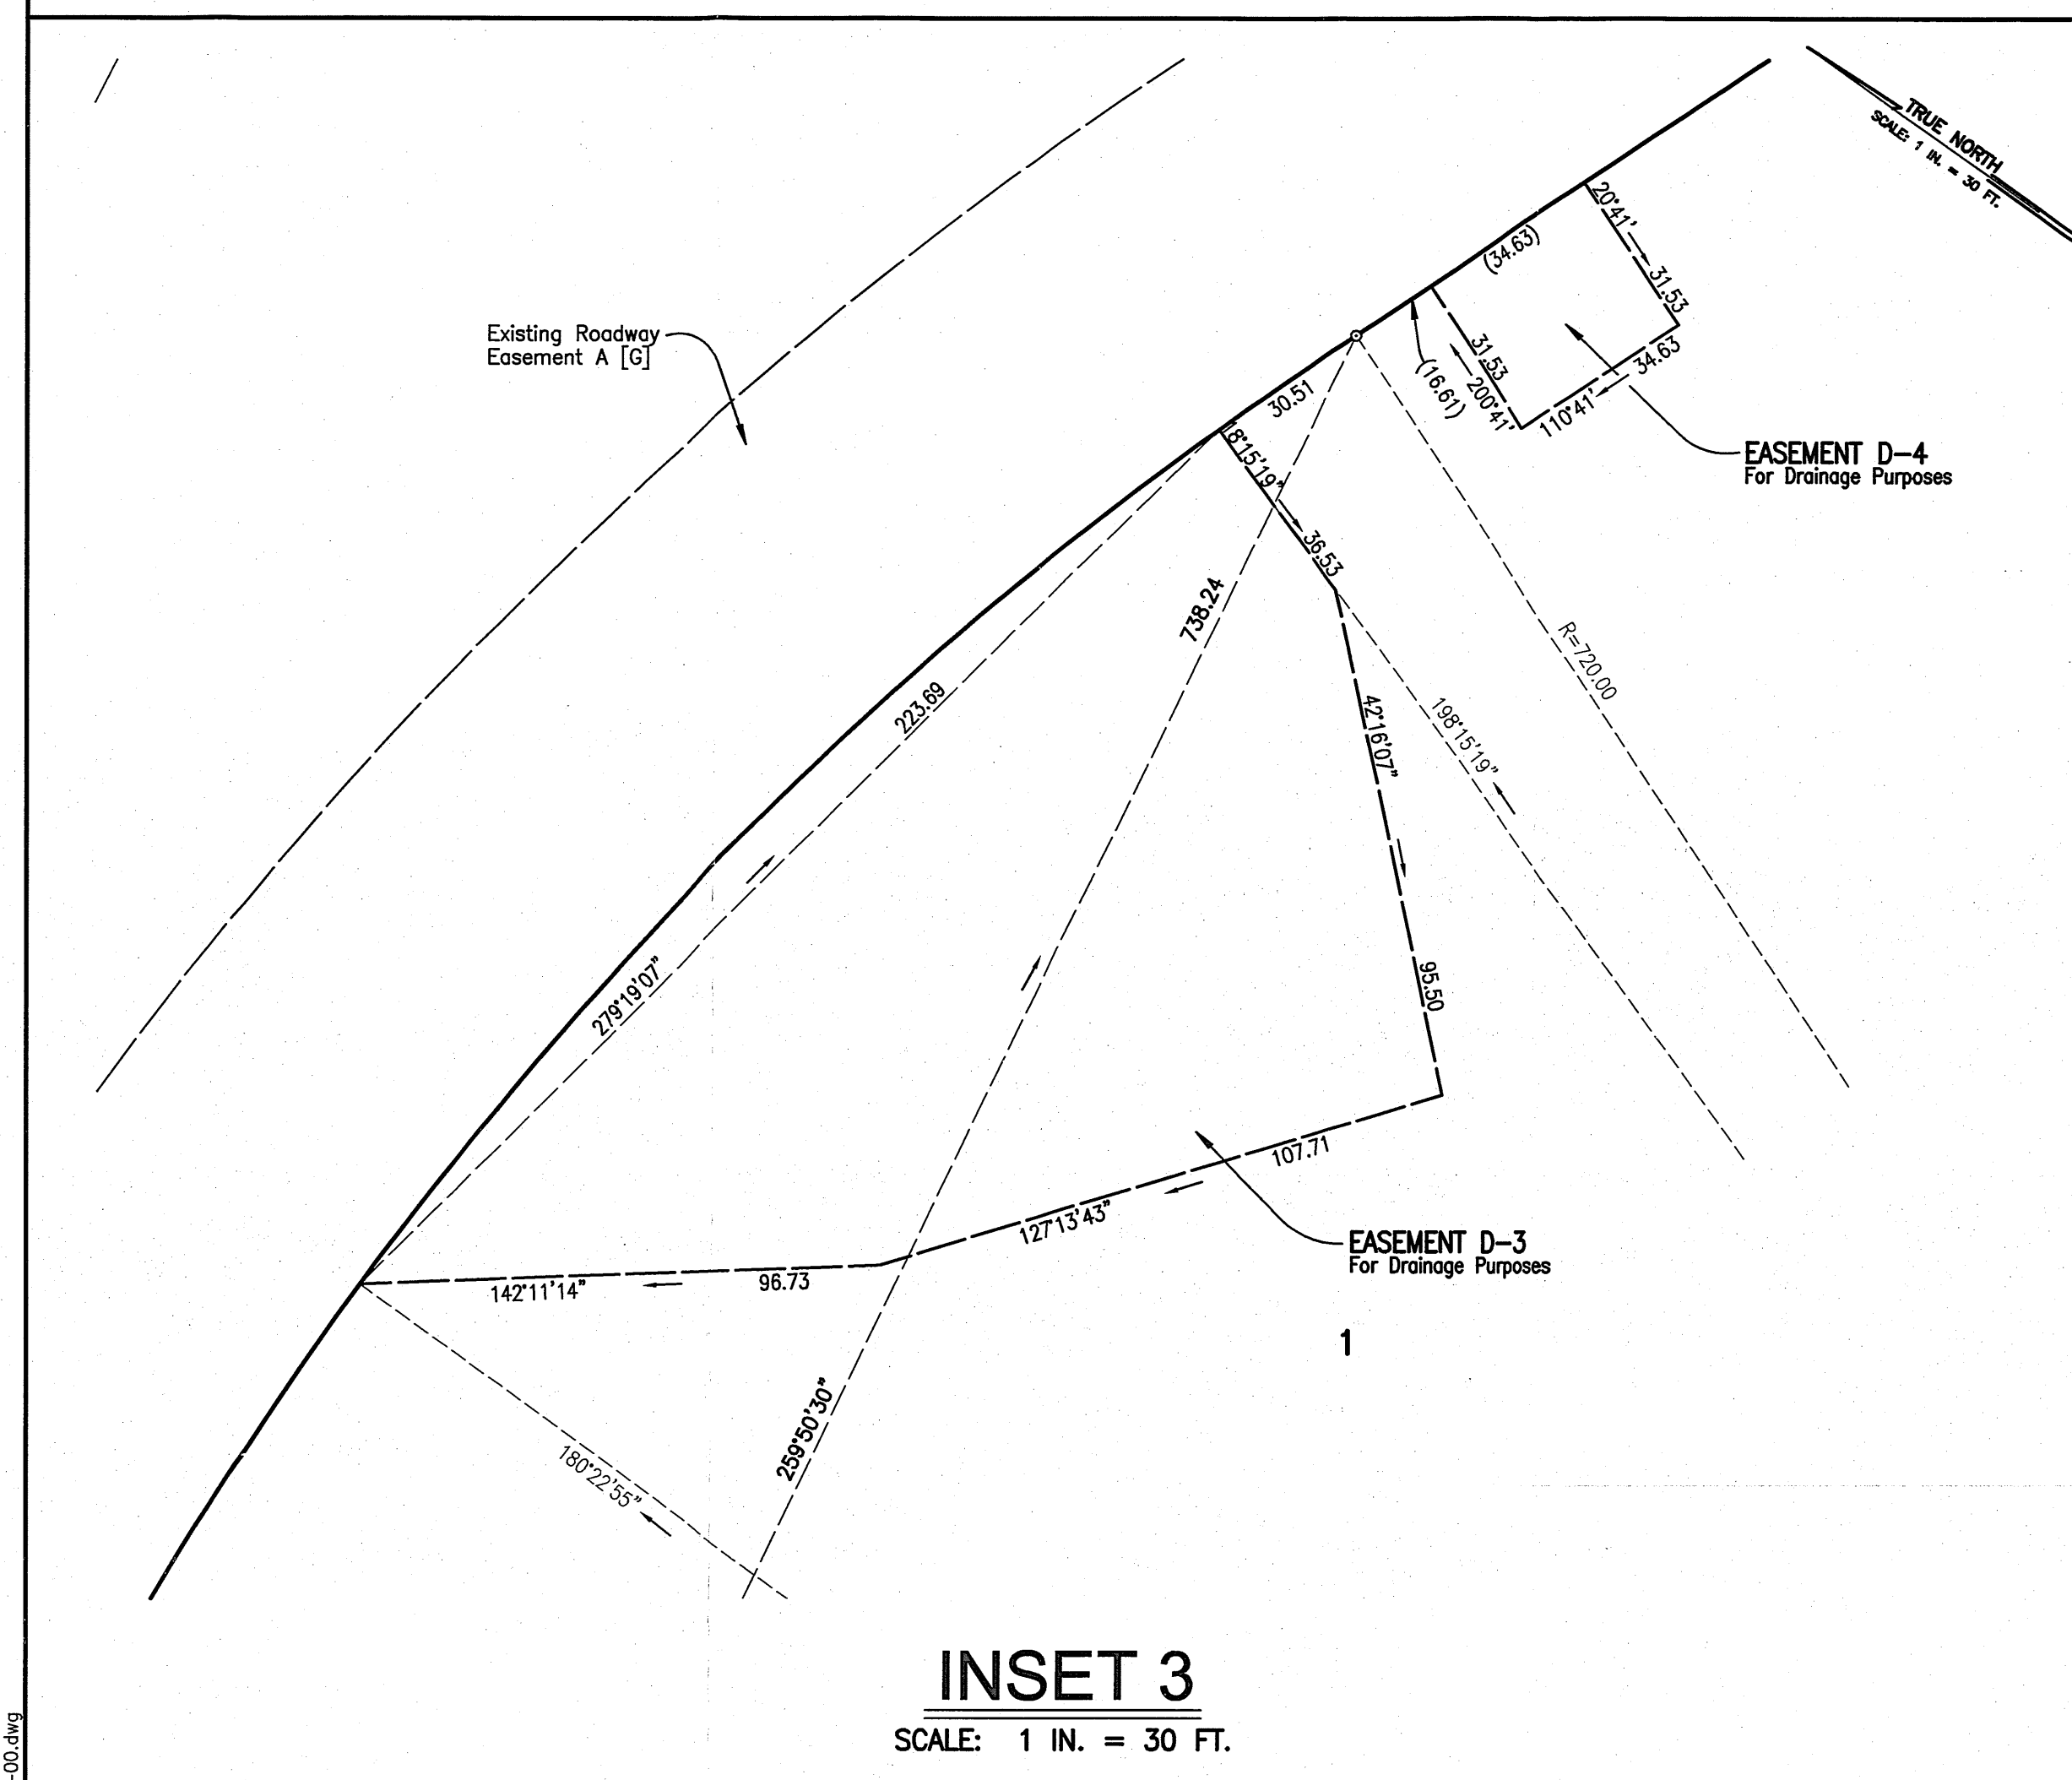 TRUE NORTH
SCALE: 1 IN. = 30 FT.
20°41'
31.53
(34.63)
Existing Roadway
Easement A [G]
31.53
200°41'
(16.61)
34.63
110°41'
30.51
EASEMENT D-4
For Drainage Purposes
18°15'19"
36.53
738.24
R=720.00
223.69
42°16'07"
198°15'19"
279°19'07"
95.50
107.71
127°13'43"
EASEMENT D-3
For Drainage Purposes
142°11'14"
96.73
1
259°50'30"
180°22'55"
INSET 3
SCALE: 1 IN. = 30 FT.
-00.dwg